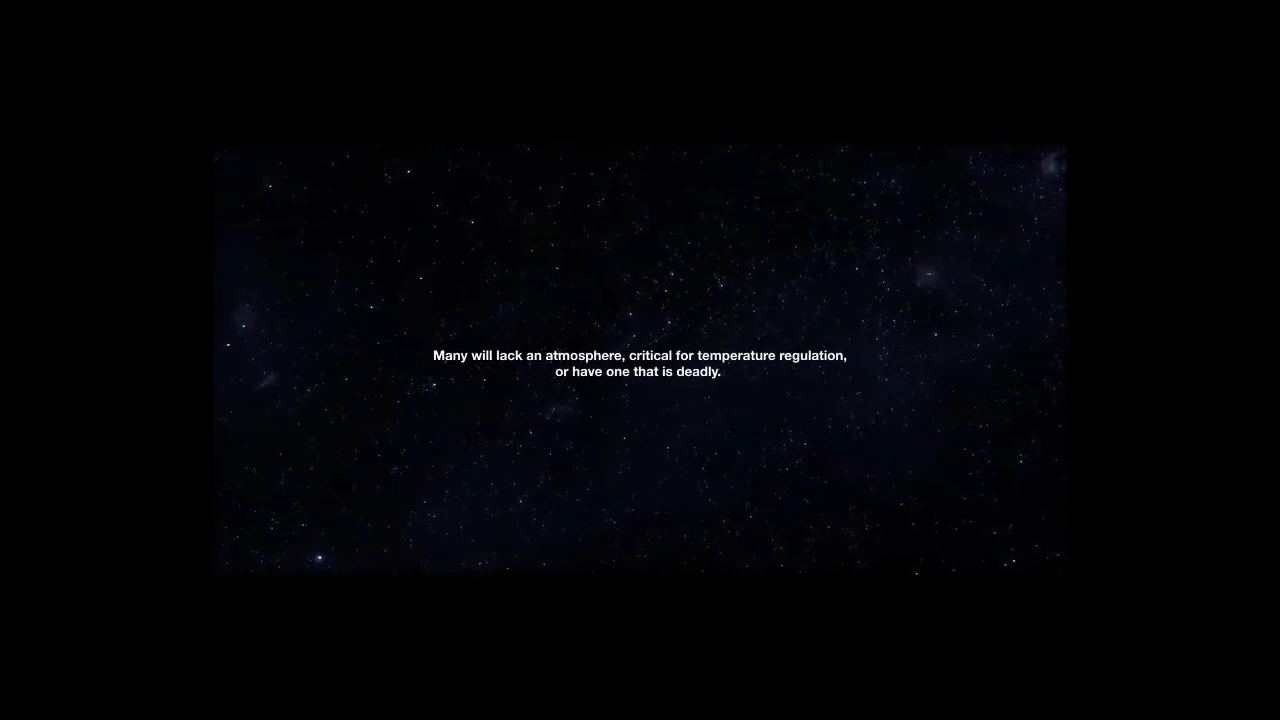 Many will lack an atmosphere, critical for temperature regulation,
or have one that is deadly.